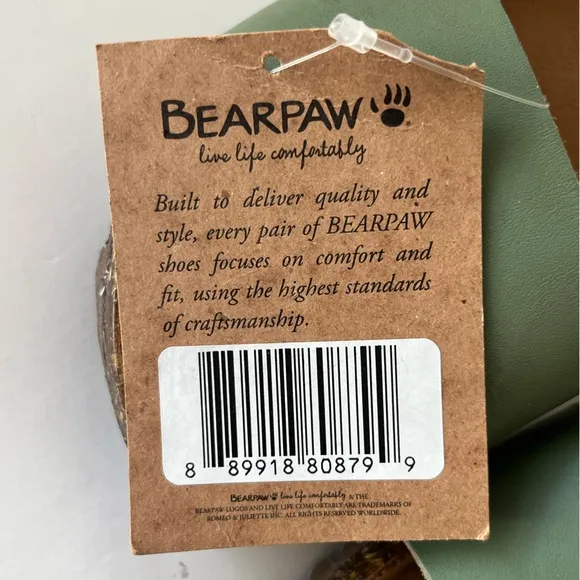 BEARPAW
live life comfortably
Built to deliver quality and
style, every pair of BEARPAW
shoes focuses on comfort and
fit, using the highest standards
of craftsmanship.
8 89918 80879 9
BEARPAW live life comfortably & THE
BEARPAW LOGOS AND LIVE LIFE COMFORTABLY ARE TRADEMARKS OF
ROMEO & JULIETTE INC. ALL RIGHTS RESERVED WORLDWIDE.